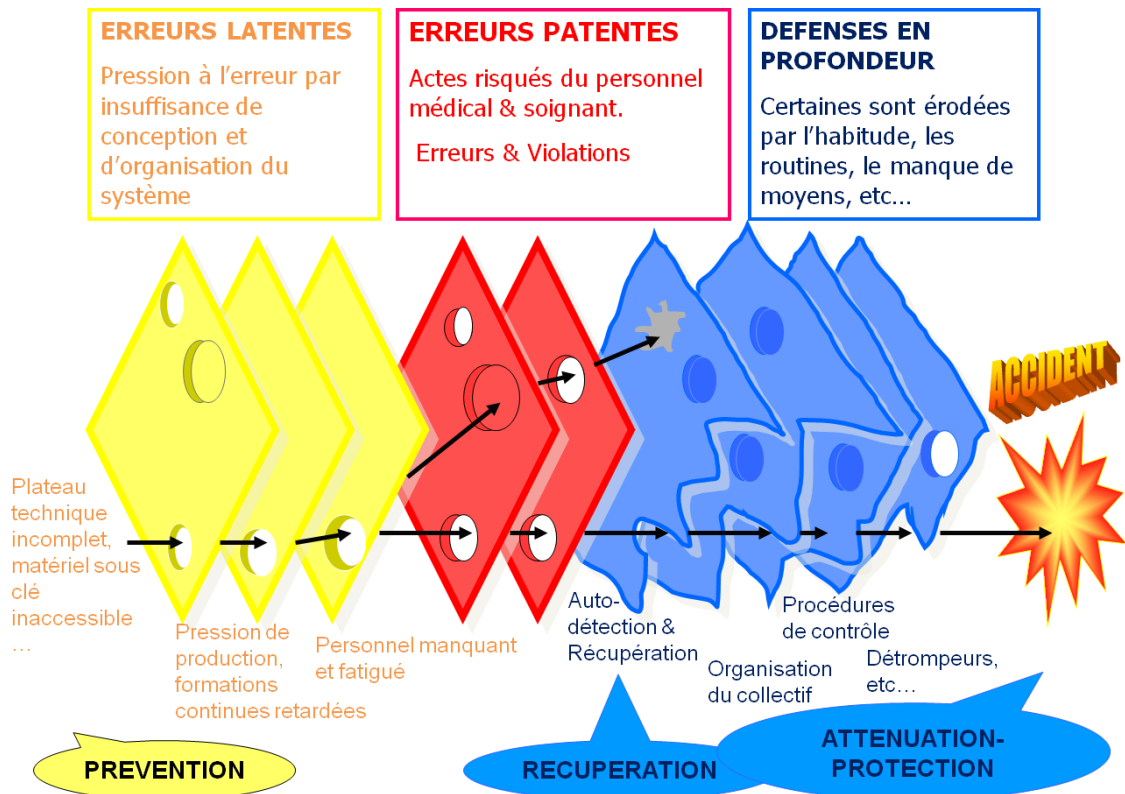 ERREURS LATENTES
Pression à l'erreur par
insuffisance de
conception et
d'organisation du
système
ERREURS PATENTES
Actes risqués du personnel
médical & soignant.
Erreurs & Violations
DEFENSES EN
PROFONDEUR
Certaines sont érodées
par l'habitude, les
routines, le manque de
moyens, etc...
ACCIDENT
Plateau
technique
incomplet,
matériel sous
clé
inaccessible
…
Pression de
production,
formations
continues retardées
Personnel manquant
et fatigué
Auto-
détection &
Récupération
Organisation
du collectif
Procédures
de contrôle
Détrompeurs,
etc…
PREVENTION
RECUPERATION
ATTENUATION-
PROTECTION